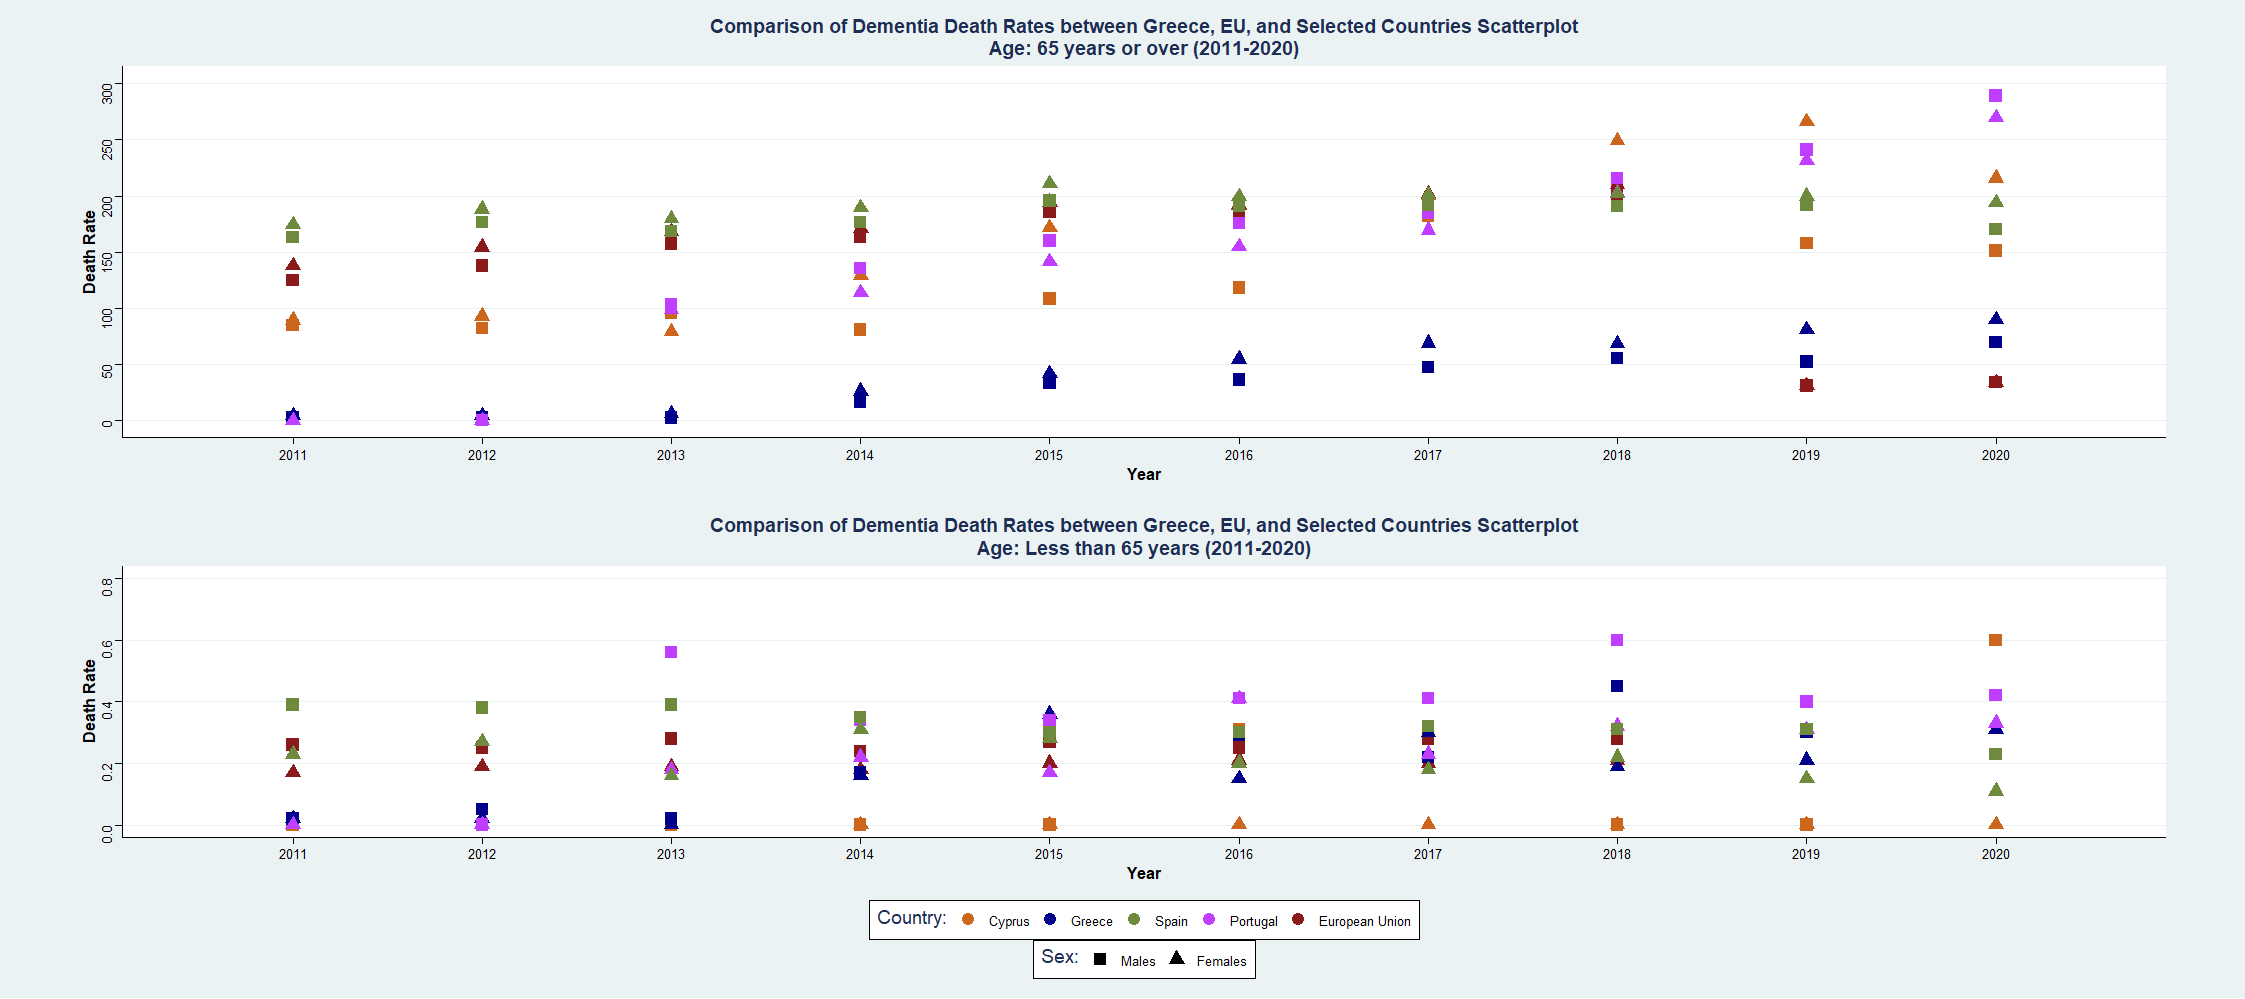 Comparison of Dementia Death Rates between Greece, EU, and Selected Countries Scatterplot
Age: 65 years or over (2011-2020)
Death Rate
300
250
200
150
100
50
0
2011 2012 2013 2014 2015 2016 2017 2018 2019 2020
Year
Comparison of Dementia Death Rates between Greece, EU, and Selected Countries Scatterplot
Age: Less than 65 years (2011-2020)
Death Rate
0.8
0.6
0.4
0.2
0.0
2011 2012 2013 2014 2015 2016 2017 2018 2019 2020
Year
Country: Cyprus Greece Spain Portugal European Union
Sex: Males Females